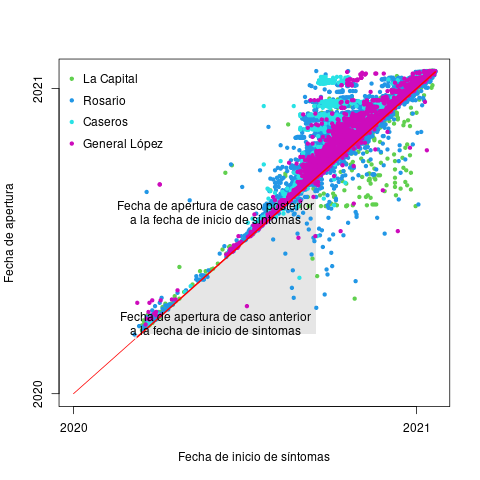 La Capital
Rosario
Caseros
General López
Fecha de apertura de caso posterior
a la fecha de inicio de síntomas
Fecha de apertura de caso anterior
a la fecha de inicio de sintomas
Fecha de apertura
2021
2020
2020
2021
Fecha de inicio de síntomas